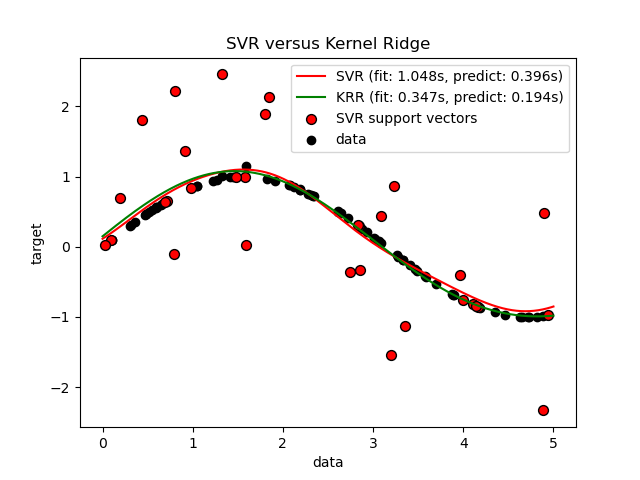 SVR versus Kernel Ridge
SVR (fit: 1.048s, predict: 0.396s)
KRR (fit: 0.347s, predict: 0.194s)
SVR support vectors
data
target
2
1
0
−1
−2
0 1 2 3 4 5
data